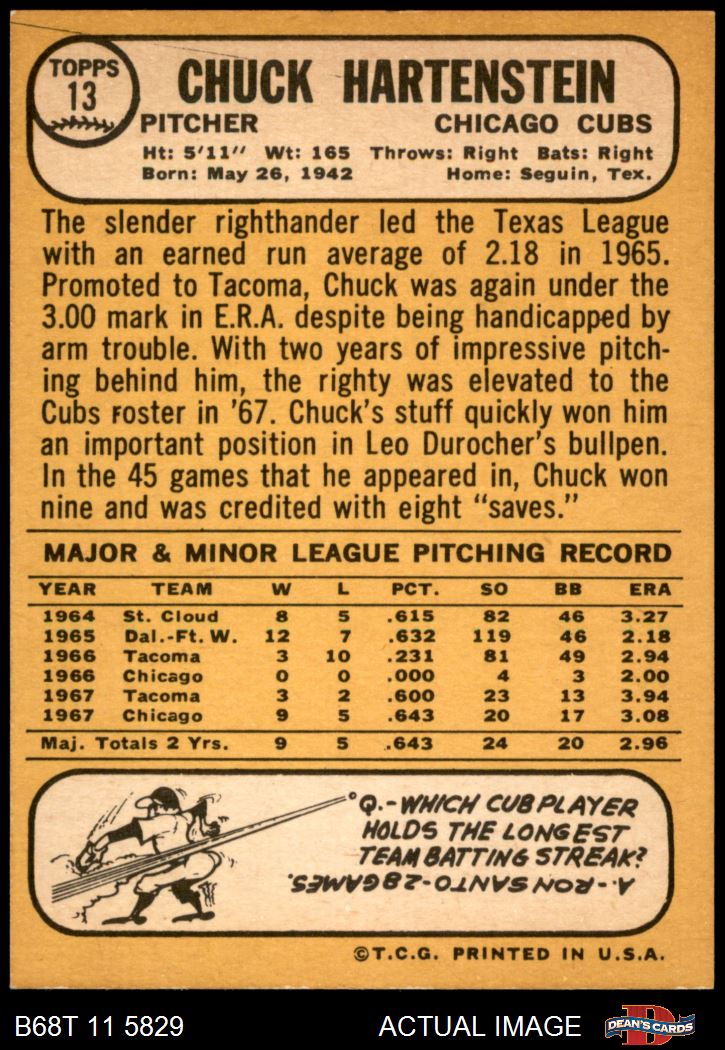 TOPPS
13
CHUCK HARTENSTEIN
PITCHER CHICAGO CUBS
Ht: 5'11" Wt: 165 Throws: Right Bats: Right
Born: May 26, 1942 Home: Seguin, Tex.
The slender righthander led the Texas League
with an earned run average of 2.18 in 1965.
Promoted to Tacoma, Chuck was again under the
3.00 mark in E.R.A. despite being handicapped by
arm trouble. With two years of impressive pitch-
ing behind him, the righty was elevated to the
Cubs roster in '67. Chuck's stuff quickly won him
an important position in Leo Durocher's bullpen.
In the 45 games that he appeared in, Chuck won
nine and was credited with eight "saves."
MAJOR & MINOR LEAGUE PITCHING RECORD
YEAR TEAM W L PCT. SO BB ERA
1964 St. Cloud 8 5 .615 82 46 3.27
1965 Dal.-Ft. W. 12 7 .632 119 46 2.18
1966 Tacoma 3 10 .231 81 49 2.94
1966 Chicago 0 0 .000 4 3 2.00
1967 Tacoma 3 2 .600 23 13 3.94
1967 Chicago 9 5 .643 20 17 3.08
Maj. Totals 2 Yrs. 9 5 .643 24 20 2.96
Q.-WHICH CUB PLAYER
HOLDS THE LONGEST
TEAM BATTING STREAK?
A.-RON SANTO-28 GAMES.
©T.C.G. PRINTED IN U.S.A.
B68T 11 5829 ACTUAL IMAGE
D
DEAN'S CARDS